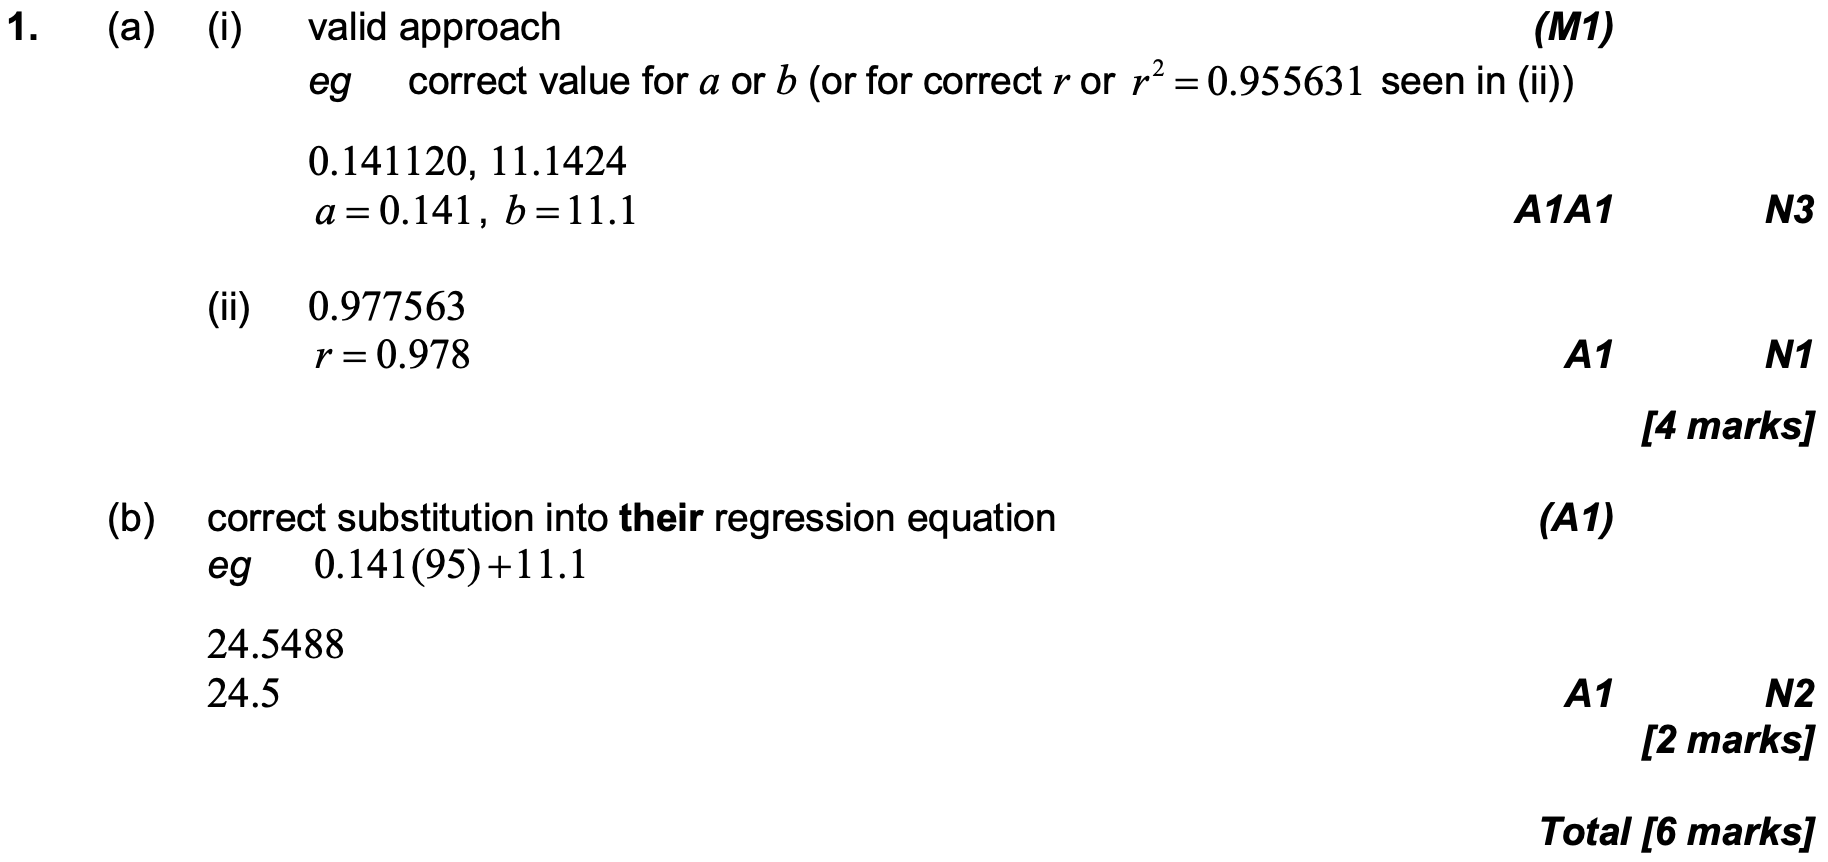 1. (a) (i) valid approach (M1)
eg correct value for a or b (or for correct r or r² = 0.955631 seen in (ii))
0.141120, 11.1424
a = 0.141, b = 11.1 A1A1 N3
(ii) 0.977563
r = 0.978 A1 N1
[4 marks]
(b) correct substitution into their regression equation (A1)
eg 0.141(95)+11.1
24.5488
24.5 A1 N2
[2 marks]
Total [6 marks]